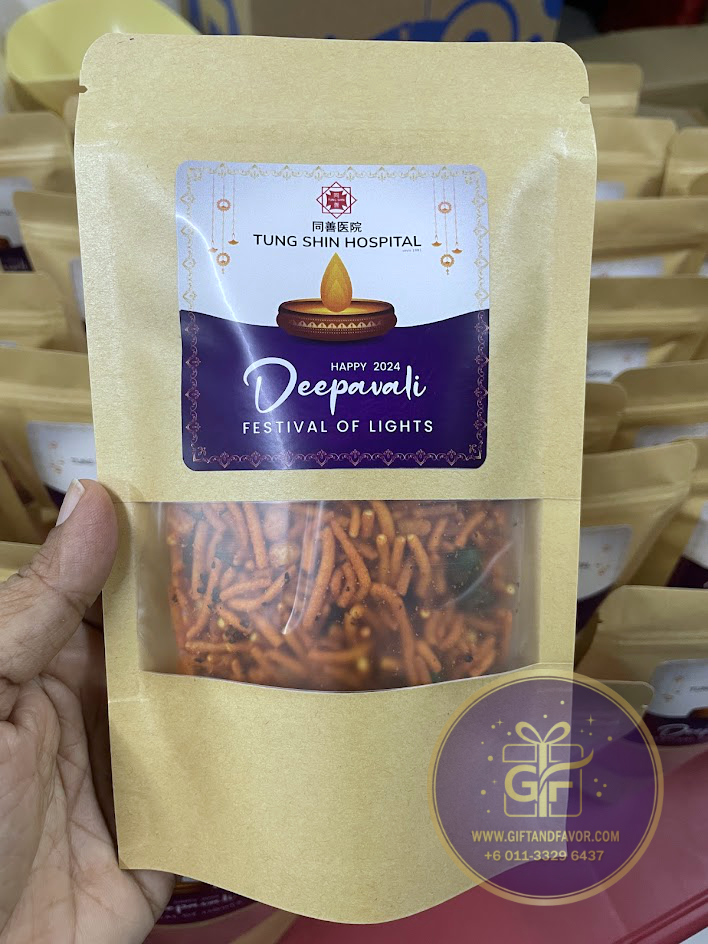 同善医院
TUNG SHIN HOSPITAL
HAPPY 2024
Deepavali
FESTIVAL OF LIGHTS
GF
WWW.GIFTANDFAVOR.COM
+6 011-3329 6437